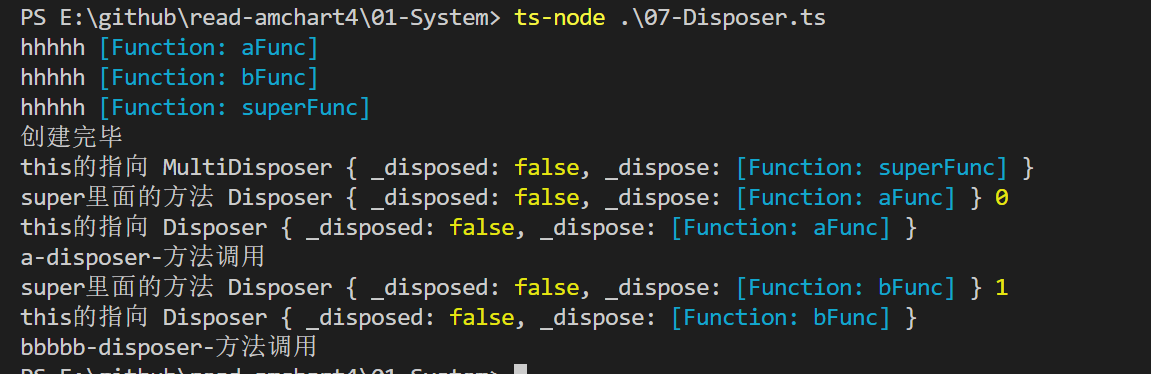 PS E:\github\read-amchart4\01-System> ts-node .\07-Disposer.ts
hhhhh [Function: aFunc]
hhhhh [Function: bFunc]
hhhhh [Function: superFunc]
创建完毕
this的指向 MultiDisposer { _disposed: false, _dispose: [Function: superFunc] }
super里面的方法 Disposer { _disposed: false, _dispose: [Function: aFunc] } 0
this的指向 Disposer { _disposed: false, _dispose: [Function: aFunc] }
a-disposer-方法调用
super里面的方法 Disposer { _disposed: false, _dispose: [Function: bFunc] } 1
this的指向 Disposer { _disposed: false, _dispose: [Function: bFunc] }
bbbbb-disposer-方法调用
PS E:\github\read-amchart4\01-System>